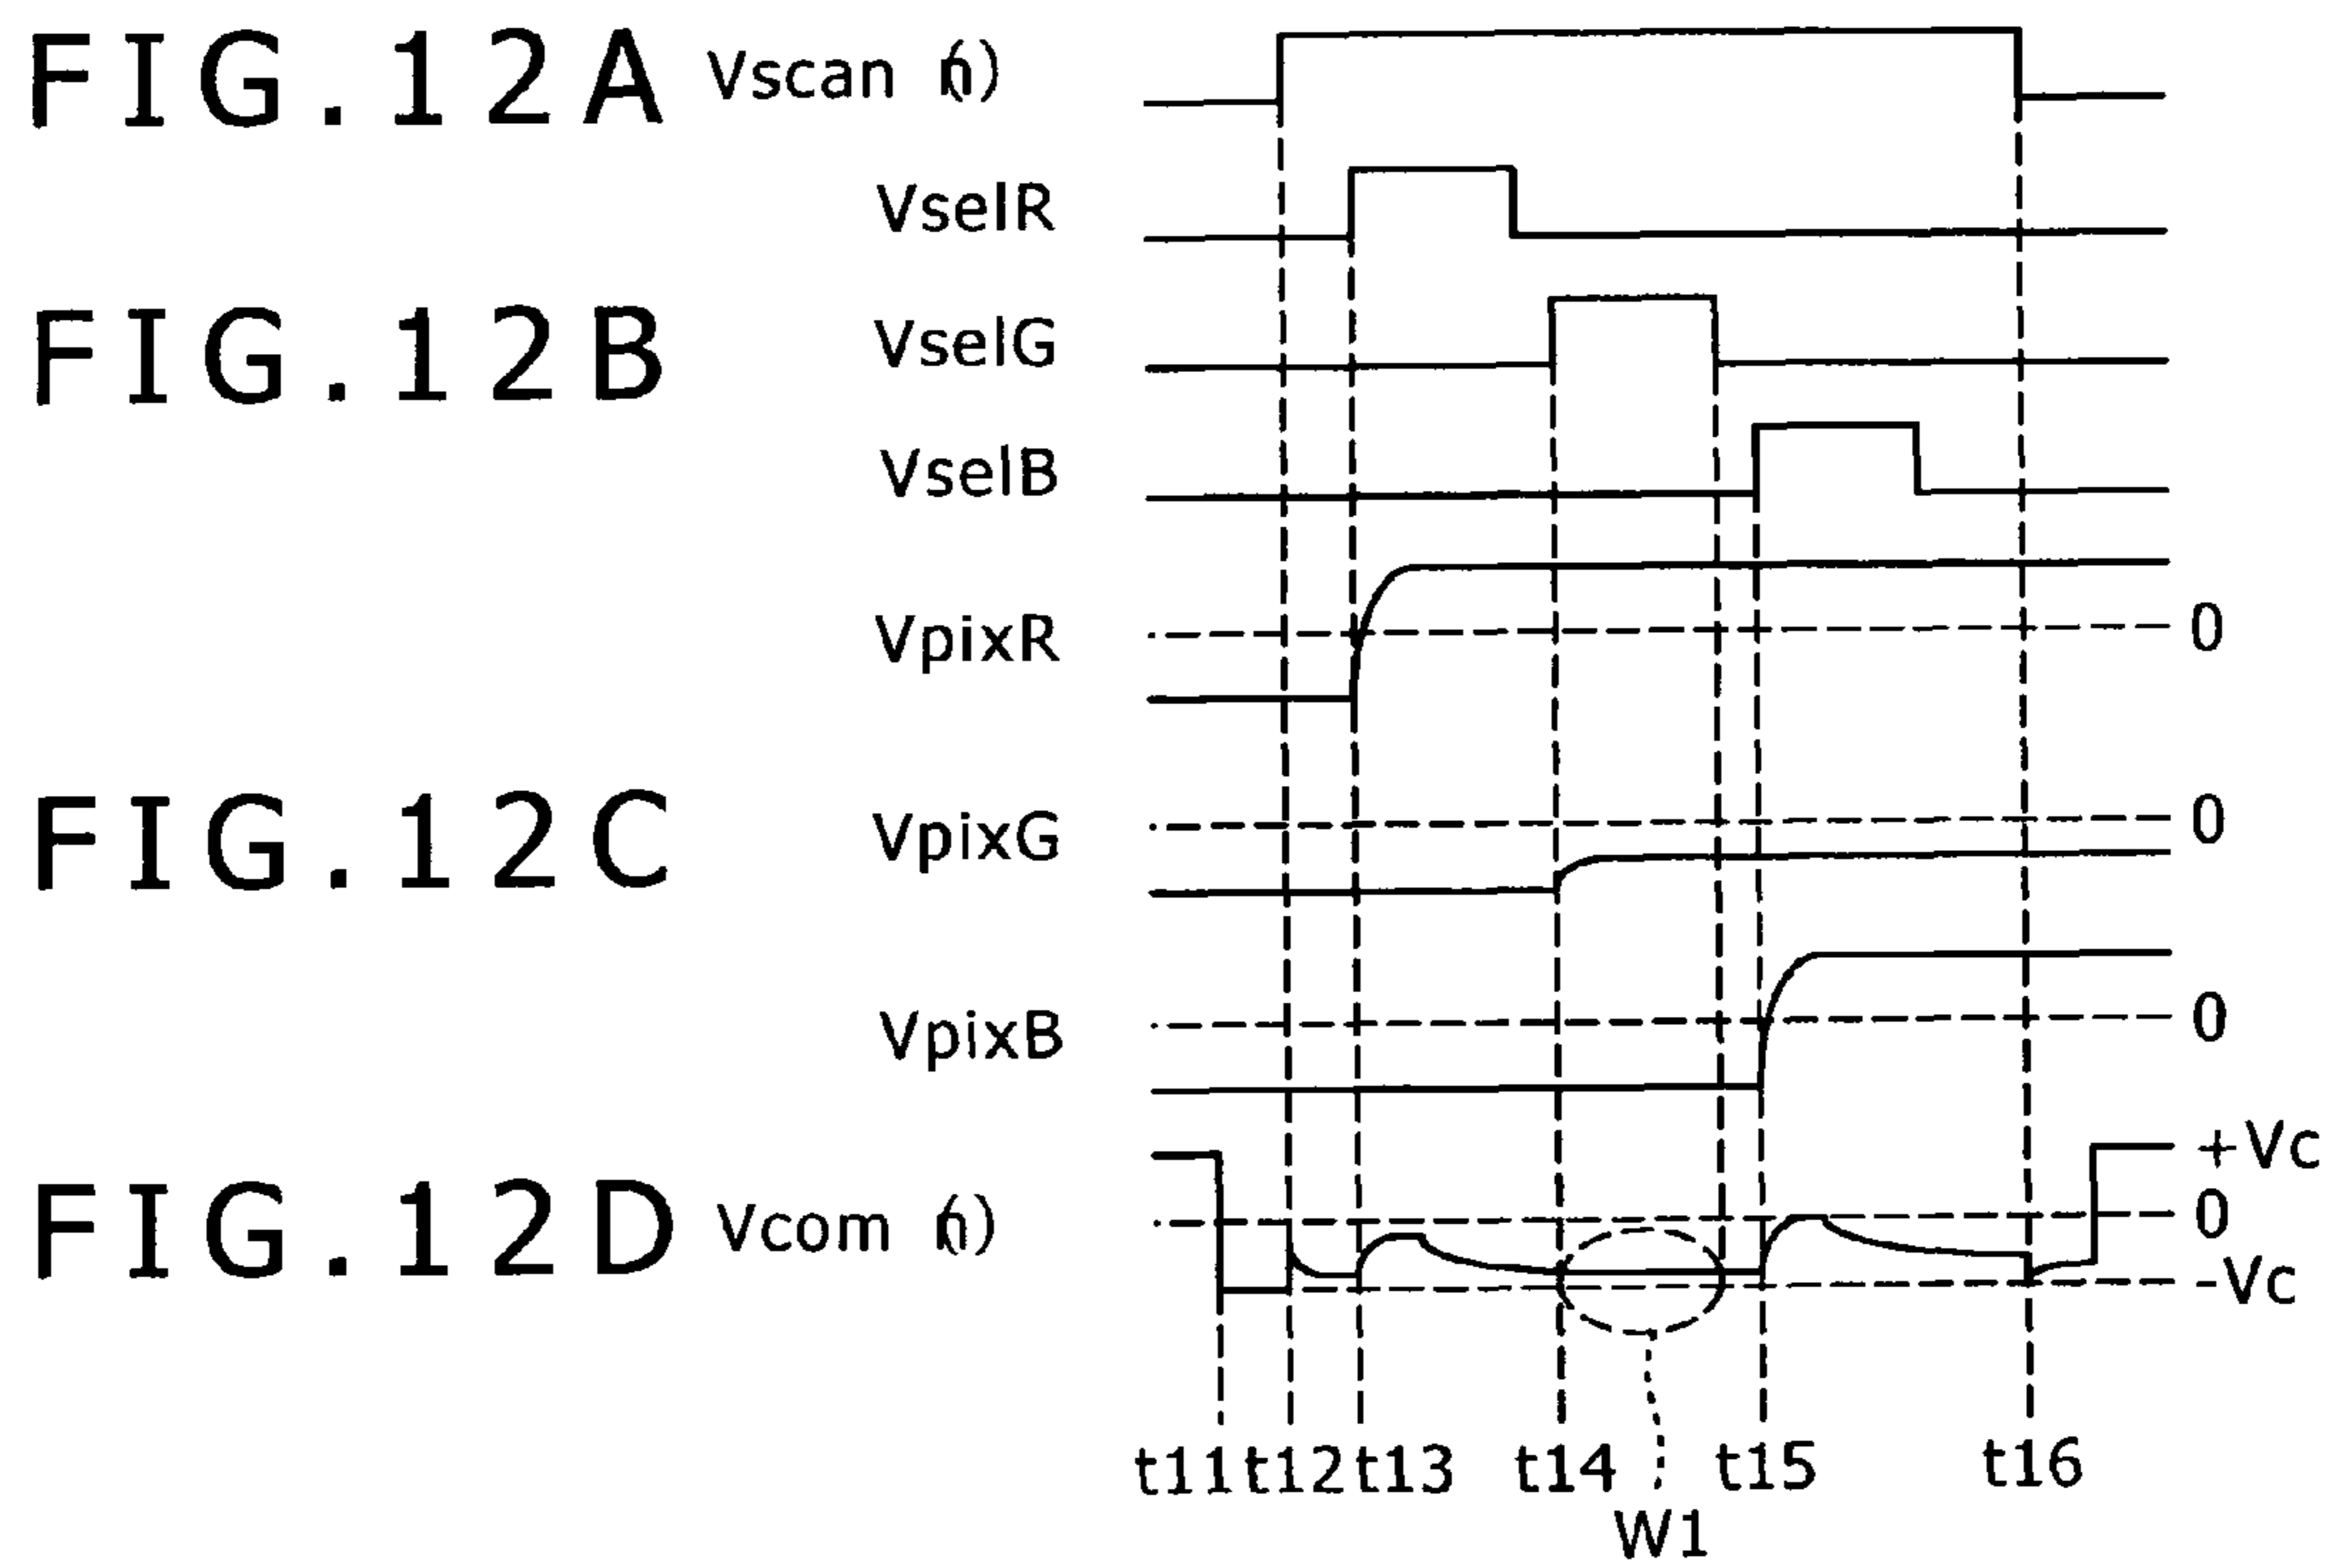 FIG.12A Vscan (n)
VselR
FIG.12B VselG
VselB
VpixR 0
FIG.12C VpixG 0
VpixB 0
+Vc
FIG.12D Vcom (n) 0
-Vc
t11 t12 t13 t14 t15 t16
W1